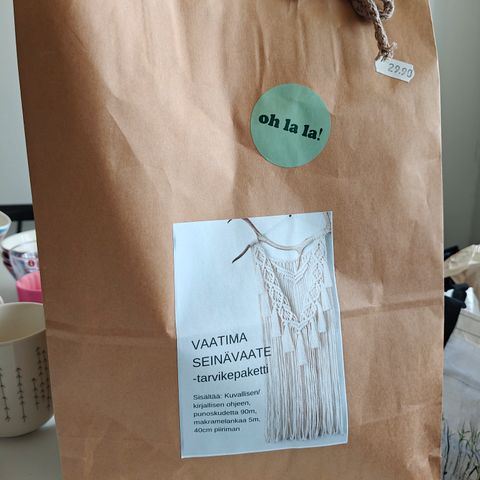 29.90
oh la la!
VAATIMA
SEINÄVAATE
-tarvikepaketti
Sisältää: Kuvallisen/
kirjallisen ohjeen,
punoskudetta 90m,
makramelankaa 5m,
40cm piiriman